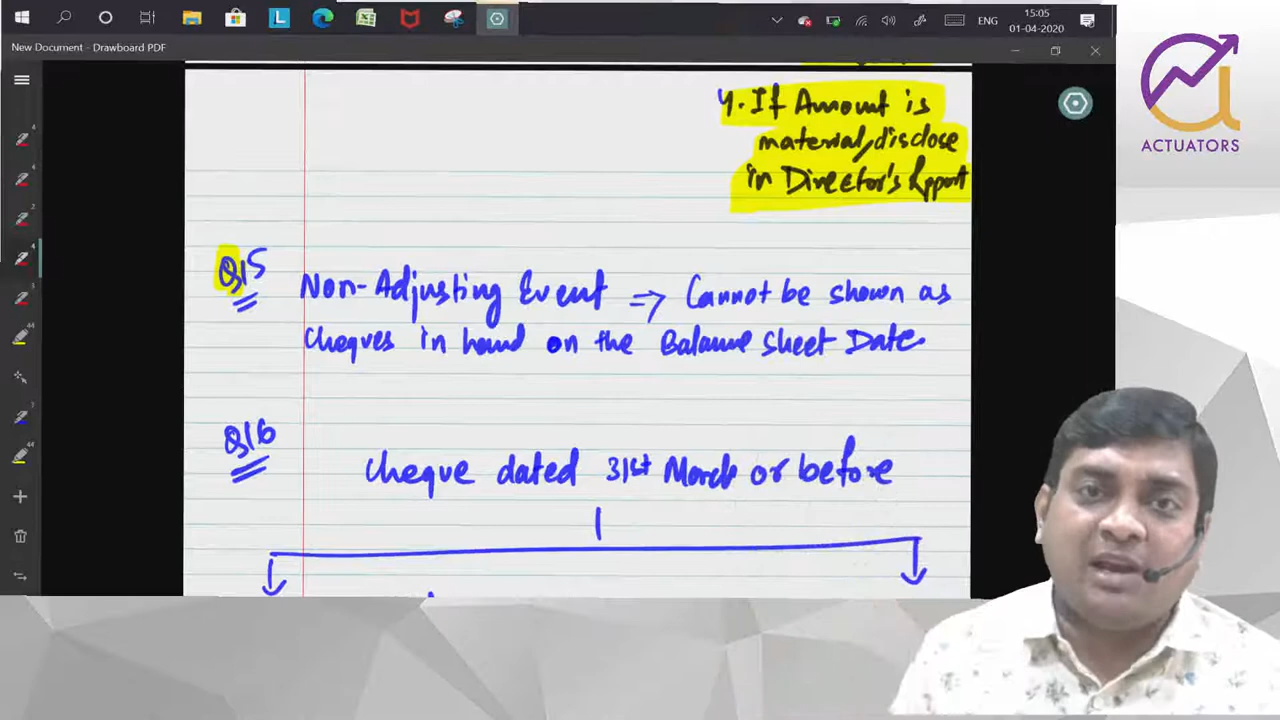 15:05
ENG
01-04-2020
New Document - Drawboard PDF
ACTUATORS
4. If Amount is
material, disclose
in Director's Report
Q15
Non-Adjusting Event => Cannot be shown as
Cheques in hand on the Balance Sheet Date
Q16
Cheque dated 31st March or before